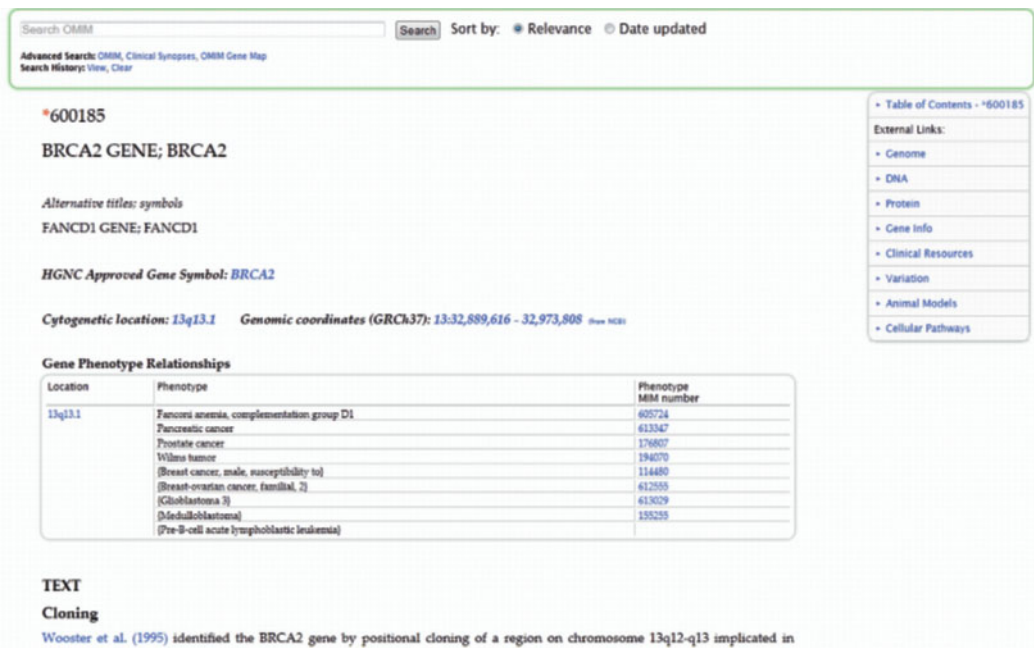 Search OMIM Search Sort by: Relevance Date updated
Advanced Search: OMIM, Clinical Synopses, OMIM Gene Map
Search History: View, Clear
*600185
BRCA2 GENE; BRCA2
Alternative titles; symbols
FANCD1 GENE; FANCD1
HGNC Approved Gene Symbol: BRCA2
Cytogenetic location: 13q13.1 Genomic coordinates (GRCh37): 13:32,889,616 - 32,973,808 (from NCBI)
Gene Phenotype Relationships
Location Phenotype Phenotype
MIM number
13q13.1 Fanconi anemia, complementation group D1 605724
Pancreatic cancer 613347
Prostate cancer 176807
Wilms tumor 194070
{Breast cancer, male, susceptibility to} 114480
{Breast-ovarian cancer, familial, 2} 612555
{Glioblastoma 3} 613029
{Medulloblastoma} 155255
{Pre-B-cell acute lymphoblastic leukemia}
TEXT
Cloning
Wooster et al. (1995) identified the BRCA2 gene by positional cloning of a region on chromosome 13q12-q13 implicated in
Table of Contents - *600185
External Links:
Genome
DNA
Protein
Gene Info
Clinical Resources
Variation
Animal Models
Cellular Pathways